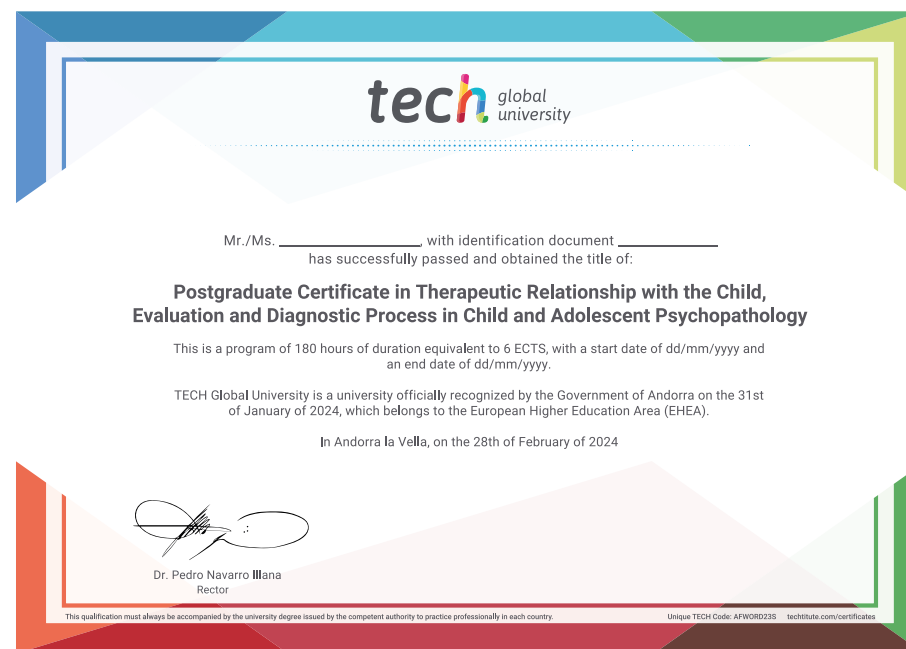 tech global
university
Mr./Ms. ____________, with identification document ____________
has successfully passed and obtained the title of:
Postgraduate Certificate in Therapeutic Relationship with the Child,
Evaluation and Diagnostic Process in Child and Adolescent Psychopathology
This is a program of 180 hours of duration equivalent to 6 ECTS, with a start date of dd/mm/yyyy and
an end date of dd/mm/yyyy.
TECH Global University is a university officially recognized by the Government of Andorra on the 31st
of January of 2024, which belongs to the European Higher Education Area (EHEA).
In Andorra la Vella, on the 28th of February of 2024
Dr. Pedro Navarro Illana
Rector
This qualification must always be accompanied by the university degree issued by the competent authority to practice professionally in each country. Unique TECH Code: AFWORD23S techtitute.com/certificates